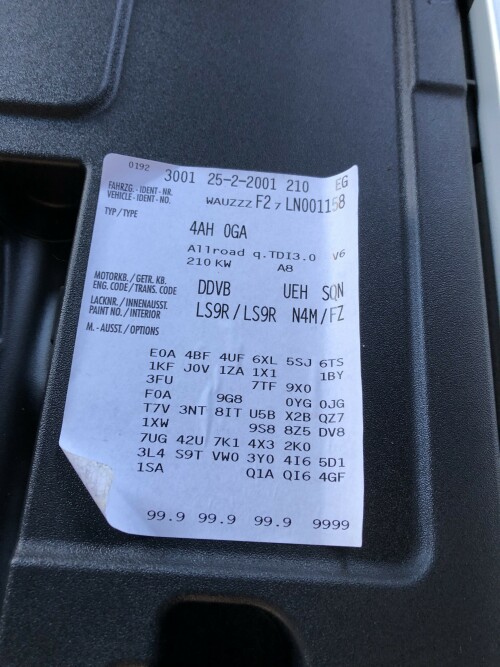 0192
3001 25-2-2001 210 EG
FAHRZG.-IDENT-NR.
VEHICLE-IDENT-NO. WAUZZZ F2 7 LN001158
TYP/TYPE
4AH 0GA
Allroad q.TDI3.0 V6
210 KW A8
MOTORKB./GETR. KB.
ENG. CODE/TRANS. CODE DDVB UEH SQN
LACKNR./INNENAUSST.
PAINT NO./INTERIOR LS9R/LS9R N4M/FZ
M.-AUSST./OPTIONS
E0A 4BF 4UF 6XL 5SJ 6TS
1KF J0V 1ZA 1X1 1BY
3FU 7TF 9X0
F0A 9G8 0YG 0JG
T7V 3NT 8IT U5B X2B QZ7
1XW 9S8 8Z5 DV8
7UG 42U 7K1 4X3 2K0
3L4 S9T VW0 3Y0 4I6 5D1
1SA Q1A QI6 4GF
99.9 99.9 99.9 9999